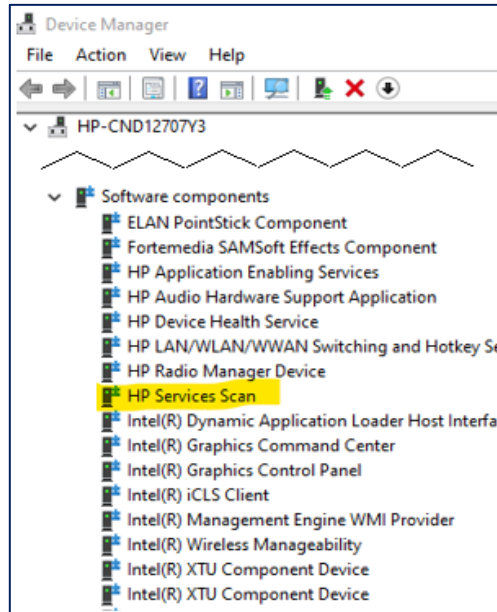 Device Manager
File Action View Help
HP-CND12707Y3
Software components
ELAN PointStick Component
Fortemedia SAMSoft Effects Component
HP Application Enabling Services
HP Audio Hardware Support Application
HP Device Health Service
HP LAN/WLAN/WWAN Switching and Hotkey Se
HP Radio Manager Device
HP Services Scan
Intel(R) Dynamic Application Loader Host Interfa
Intel(R) Graphics Command Center
Intel(R) Graphics Control Panel
Intel(R) iCLS Client
Intel(R) Management Engine WMI Provider
Intel(R) Wireless Manageability
Intel(R) XTU Component Device
Intel(R) XTU Component Device